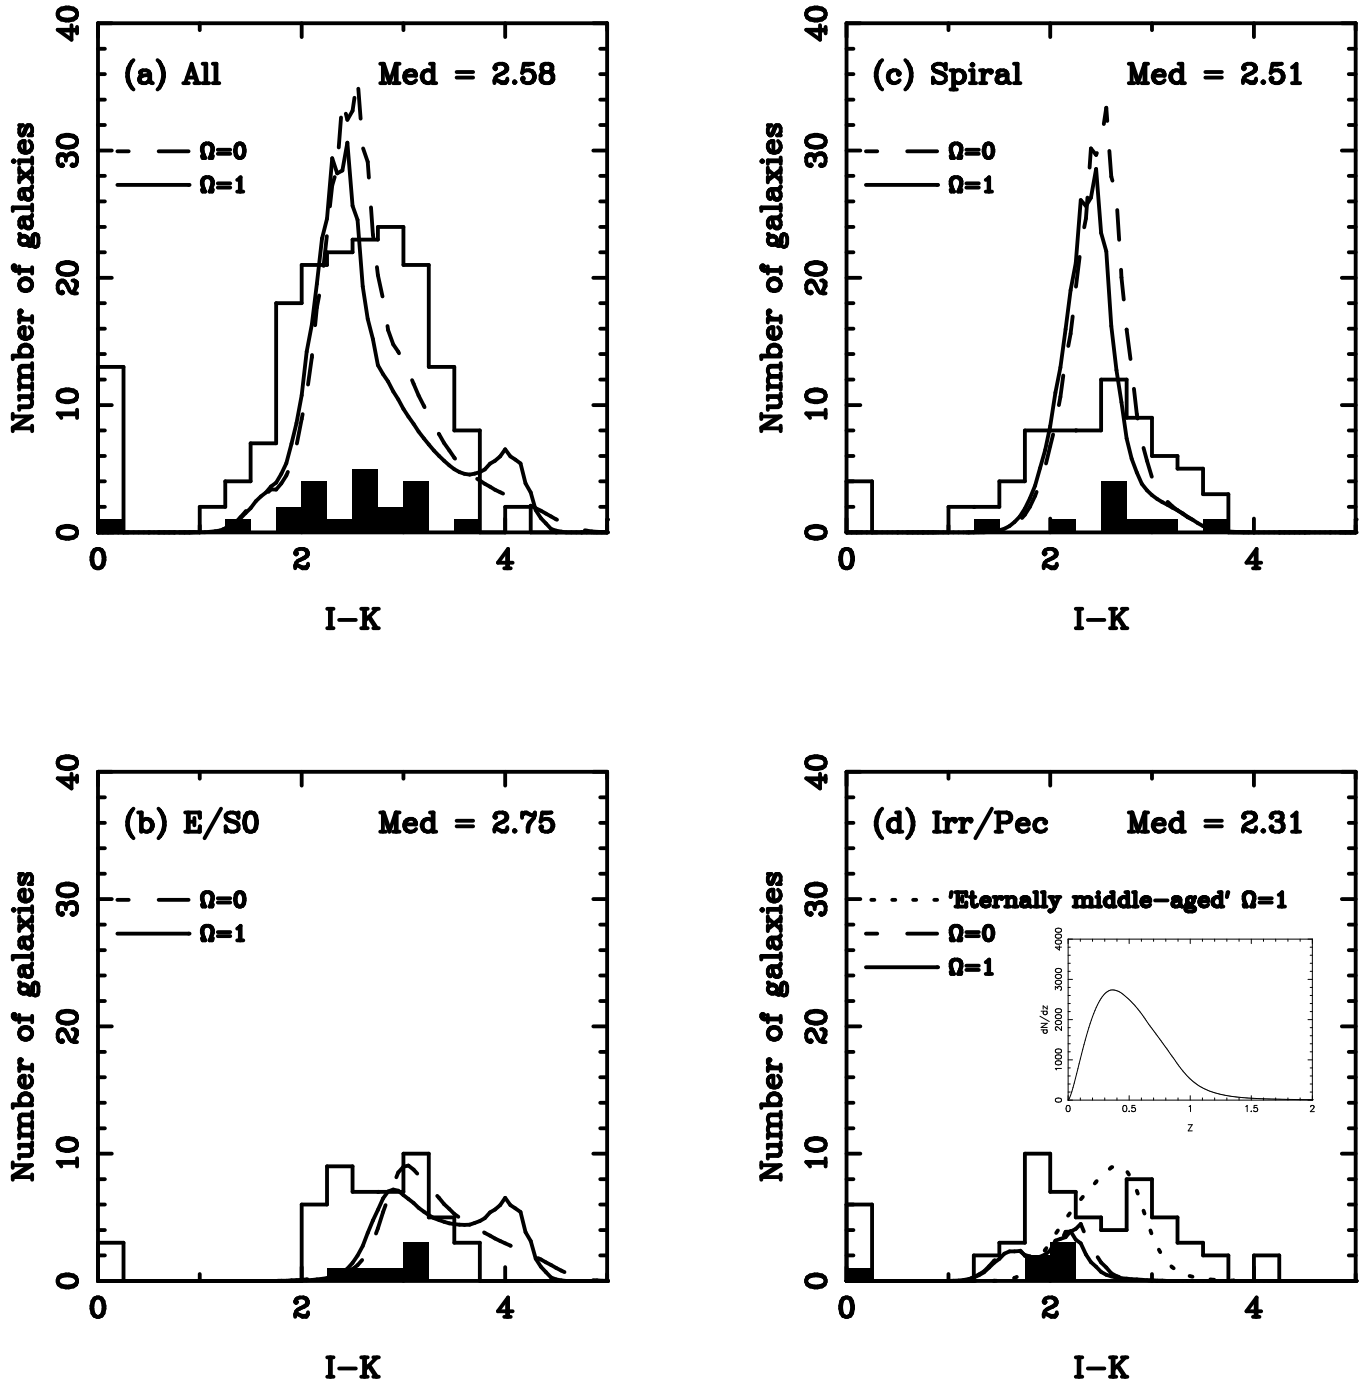 (a) All Med = 2.58
Ω=0
Ω=1
Number of galaxies
0 10 20 30 40
0 2 4
I−K
(c) Spiral Med = 2.51
Ω=0
Ω=1
Number of galaxies
0 10 20 30 40
0 2 4
I−K
(b) E/S0 Med = 2.75
Ω=0
Ω=1
Number of galaxies
0 10 20 30 40
0 2 4
I−K
(d) Irr/Pec Med = 2.31
'Eternally middle−aged' Ω=1
Ω=0
Ω=1
dN/dz
0 1000 2000 3000 4000
0 0.5 1 1.5 2
Z
Number of galaxies
0 10 20 30 40
0 2 4
I−K